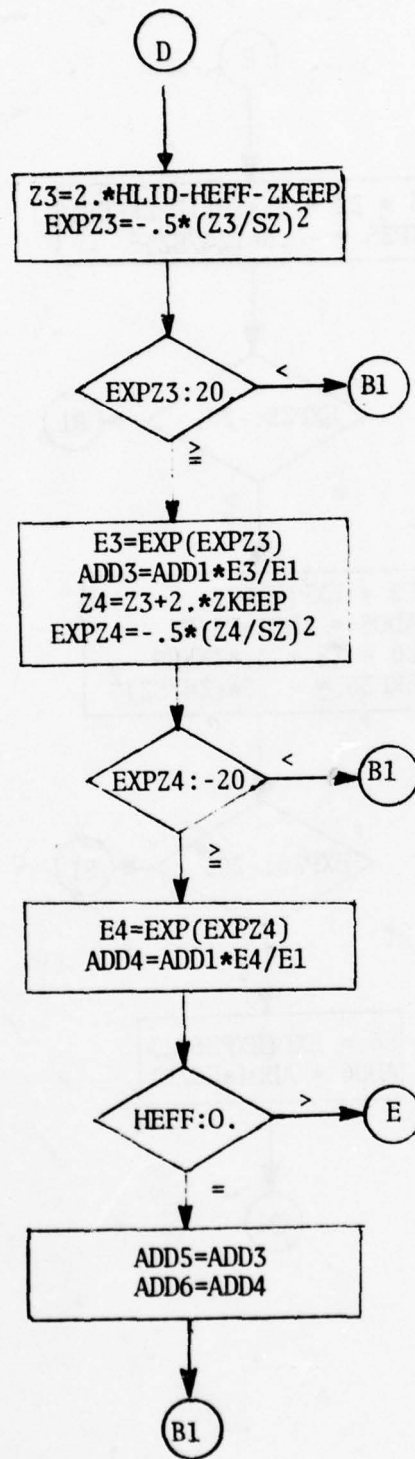 D
Z3=2.*HLID-HEFF-ZKEEP
EXPZ3=-.5*(Z3/SZ)2
EXPZ3:20.
<
B1
=>
E3=EXP(EXPZ3)
ADD3=ADD1*E3/E1
Z4=Z3+2.*ZKEEP
EXPZ4=-.5*(Z4/SZ)2
EXPZ4:-20.
<
B1
=>
E4=EXP(EXPZ4)
ADD4=ADD1*E4/E1
HEFF:0.
>
E
=
ADD5=ADD3
ADD6=ADD4
B1